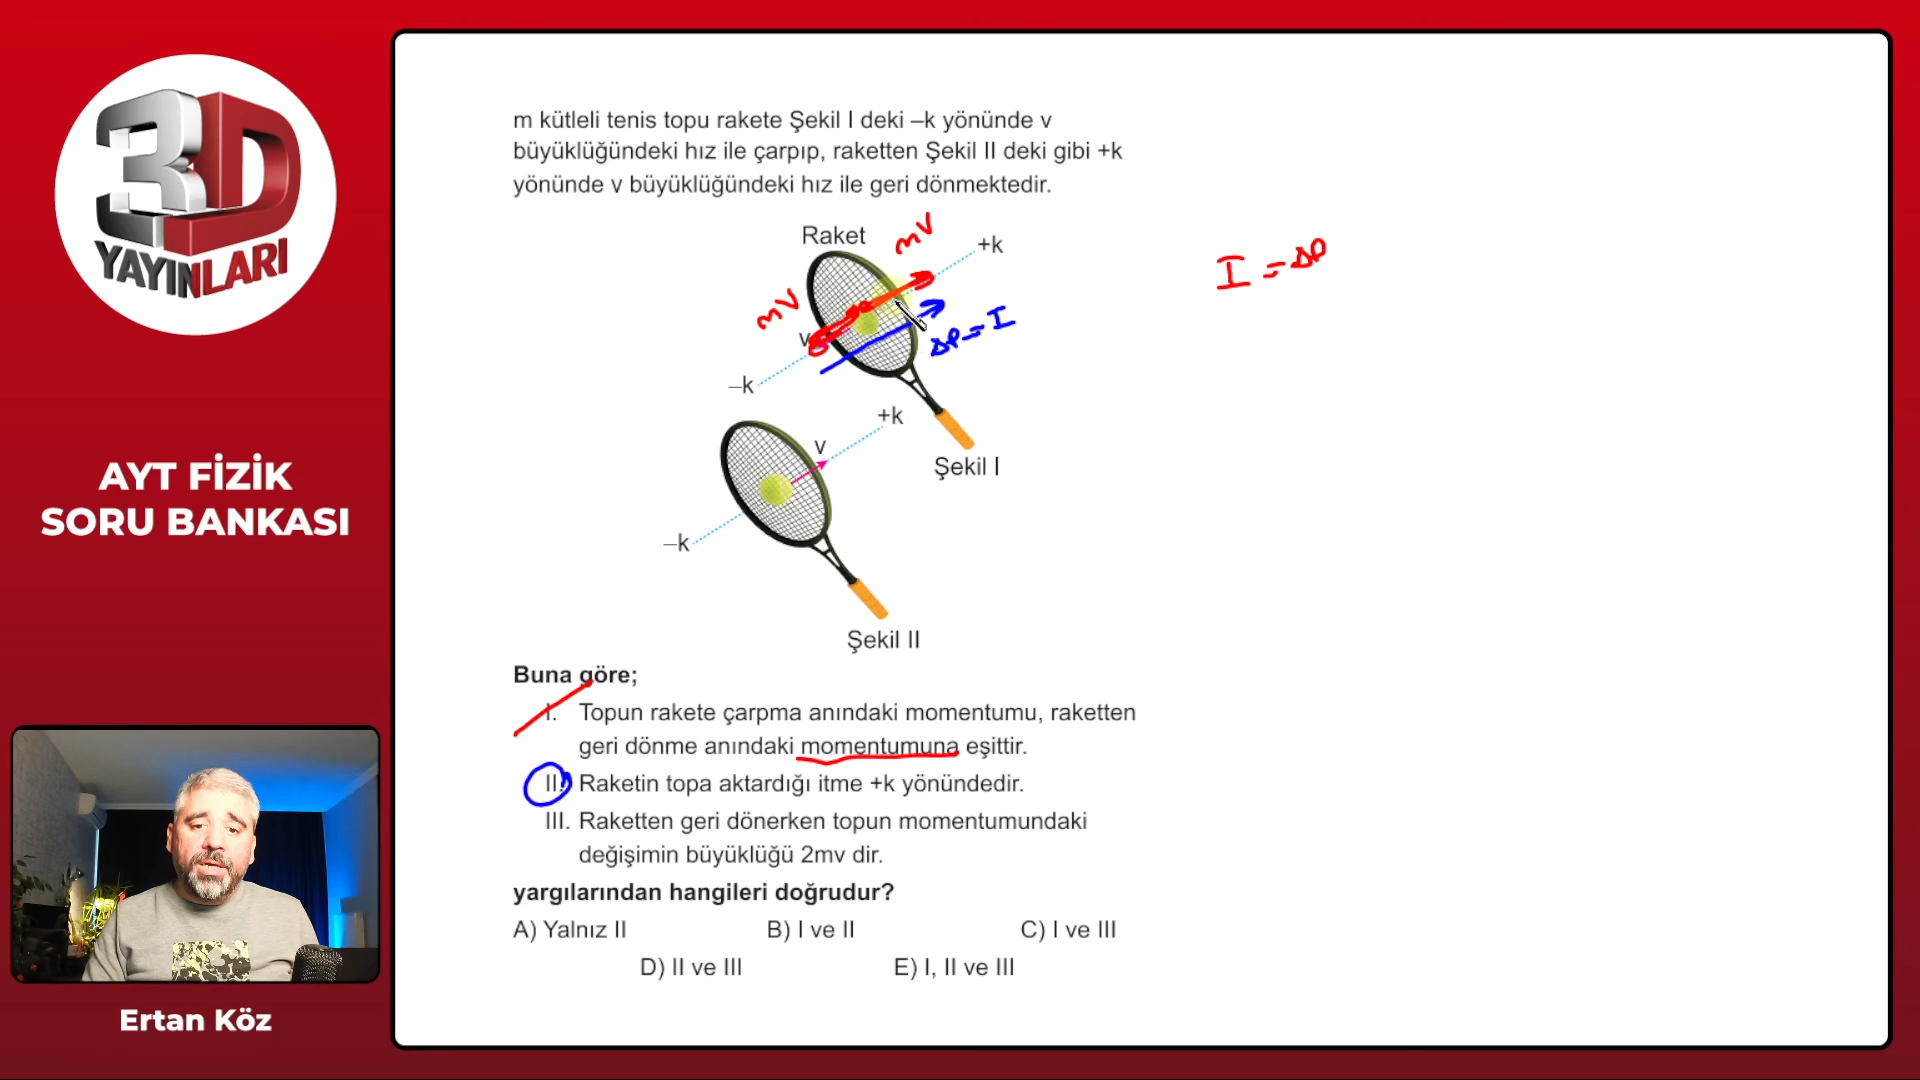 3D
YAYINLARI
AYT FİZİK
SORU BANKASI
Ertan Köz
m kütleli tenis topu rakete Şekil I deki –k yönünde v
büyüklüğündeki hız ile çarpıp, raketten Şekil II deki gibi +k
yönünde v büyüklüğündeki hız ile geri dönmektedir.
Raket
mV
+k
I = ΔP
mV
v
ΔP = I
–k
+k
v
Şekil I
–k
Şekil II
Buna göre;
I. Topun rakete çarpma anındaki momentumu, raketten
geri dönme anındaki momentumuna eşittir.
II. Raketin topa aktardığı itme +k yönündedir.
III. Raketten geri dönerken topun momentumundaki
değişimin büyüklüğü 2mv dir.
yargılarından hangileri doğrudur?
A) Yalnız II B) I ve II C) I ve III
D) II ve III E) I, II ve III